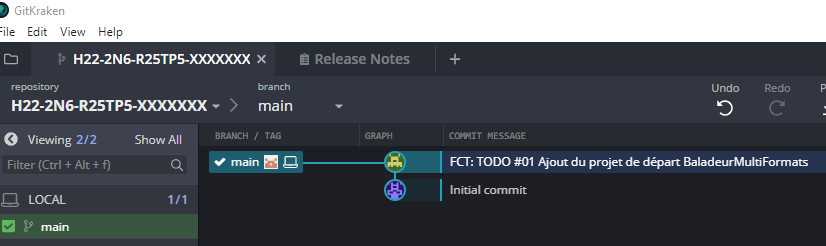 GitKraken
File Edit View Help
H22-2N6-R25TP5-XXXXXXX × Release Notes +
repository branch
H22-2N6-R25TP5-XXXXXXX main Undo Redo P
Viewing 2/2 Show All BRANCH / TAG GRAPH COMMIT MESSAGE
Filter (Ctrl + Alt + f) main FCT: TODO #01 Ajout du projet de départ BaladeurMultiFormats
LOCAL 1/1 Initial commit
main